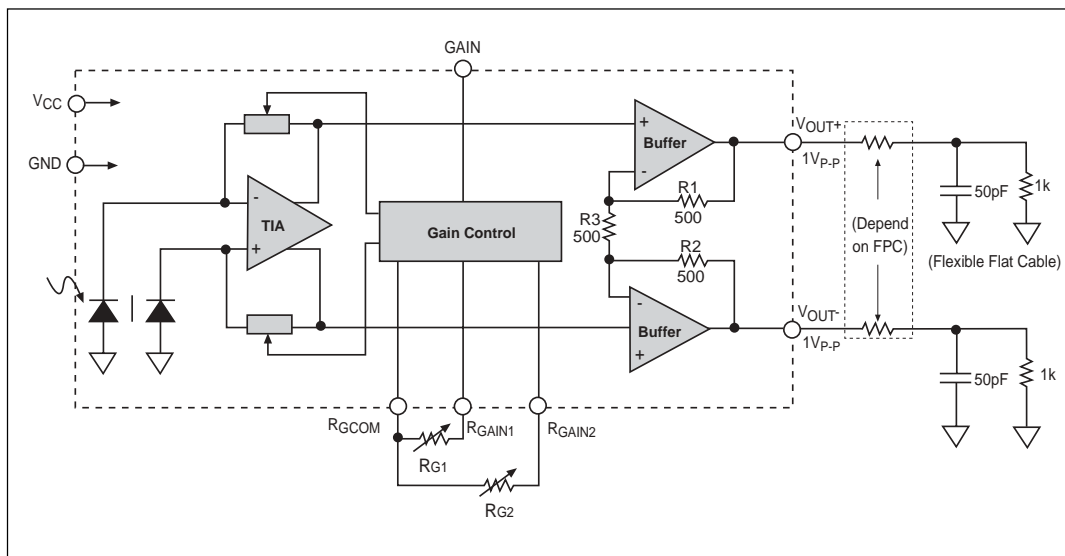 GAIN
VCC
GND
-
TIA
+
Gain Control
+
Buffer
-
R1
500
R3
500
R2
500
-
Buffer
+
VOUT+
1VP-P
VOUT-
1VP-P
(Depend
on FPC)
50pF
1k
(Flexible Flat Cable)
50pF
1k
RGCOM
RGAIN1
RGAIN2
RG1
RG2